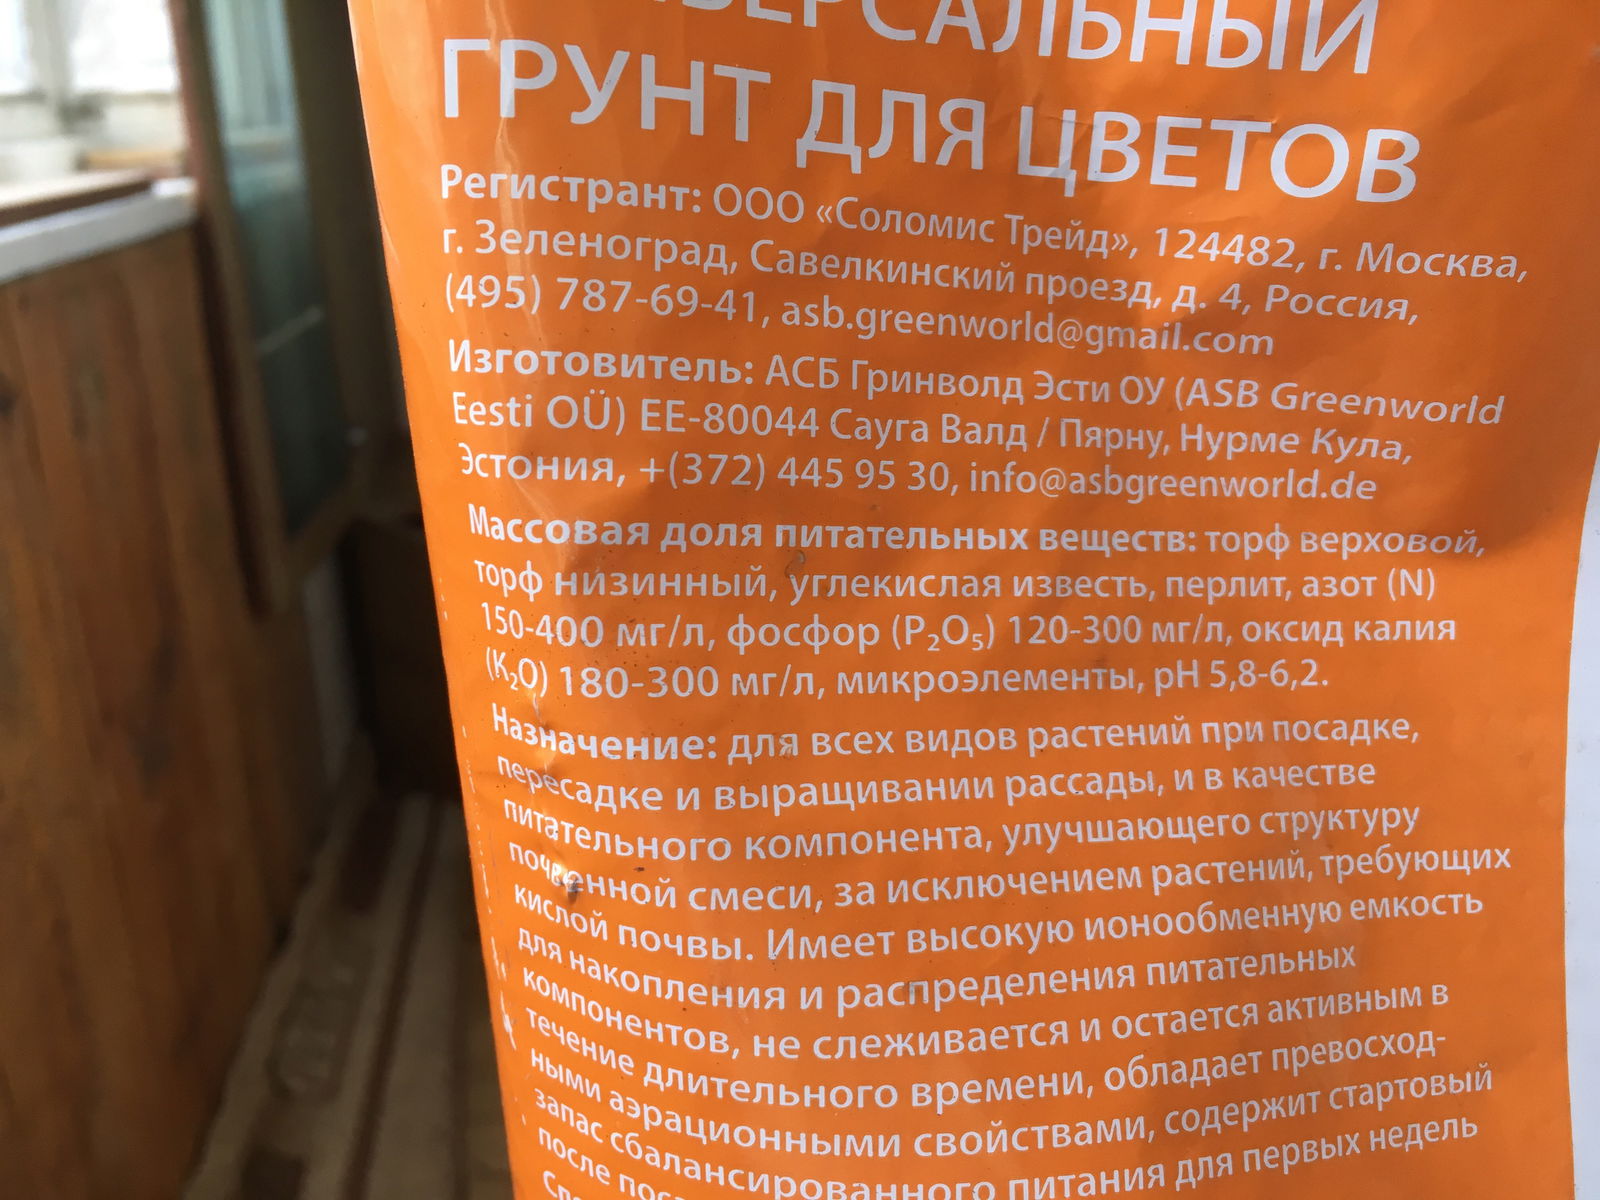 УНИВЕРСАЛЬНЫЙ
ГРУНТ ДЛЯ ЦВЕТОВ
Регистрант: ООО «Соломис Трейд», 124482, г. Москва,
г. Зеленоград, Савелкинский проезд, д. 4, Россия,
(495) 787-69-41, asb.greenworld@gmail.com
Изготовитель: АСБ Гринволд Эсти ОУ (ASB Greenworld
Eesti OÜ) EE-80044 Сауга Валд / Пярну, Нурме Кула,
Эстония, +(372) 445 95 30, info@asbgreenworld.de
Массовая доля питательных веществ: торф верховой,
торф низинный, углекислая известь, перлит, азот (N)
150-400 мг/л, фосфор (P₂O₅) 120-300 мг/л, оксид калия
(K₂O) 180-300 мг/л, микроэлементы, pH 5,8-6,2.
Назначение: для всех видов растений при посадке,
пересадке и выращивании рассады, и в качестве
питательного компонента, улучшающего структуру
почвенной смеси, за исключением растений, требующих
кислой почвы. Имеет высокую ионообменную емкость
для накопления и распределения питательных
компонентов, не слеживается и остается активным в
течение длительного времени, обладает превосход-
ными аэрационными свойствами, содержит стартовый
запас сбалансированного питания для первых недель
после